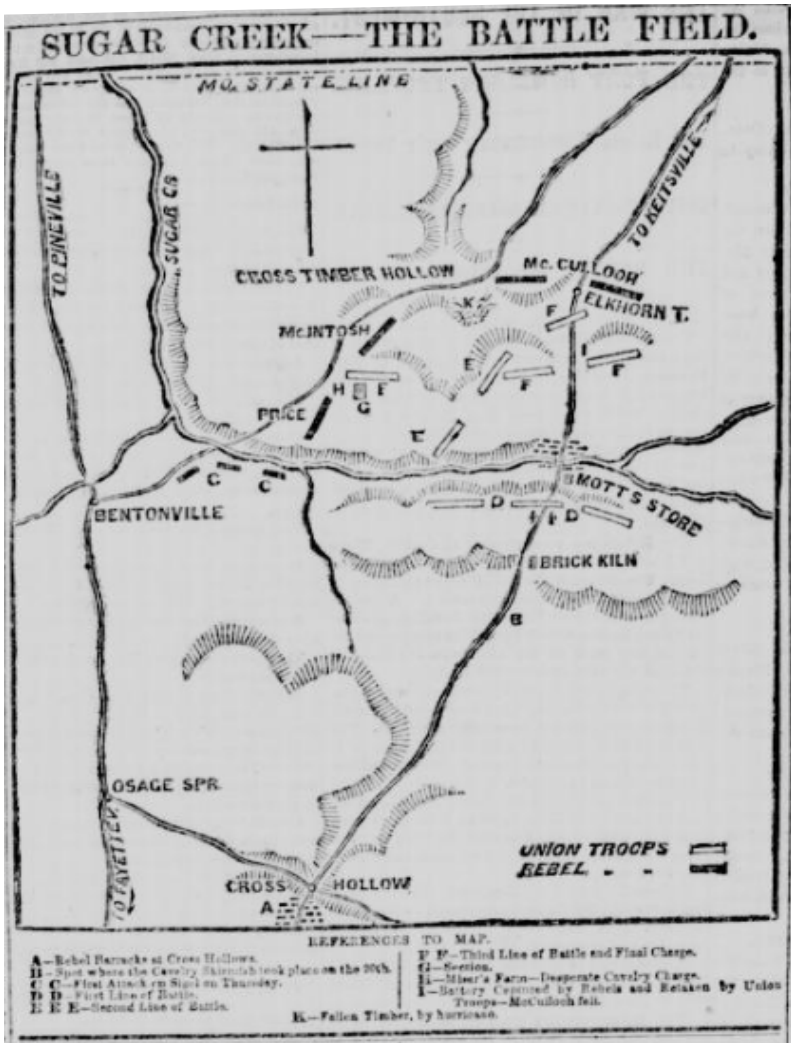 SUGAR CREEK—THE BATTLE FIELD.
MO. STATE LINE
TO PINEVILLE
SUGAR CR
TO KEITSVILLE
CROSS TIMBER HOLLOW
Mc. CULLOCH
ELKHORN T.
K
F
McINTOSH
I
E
F
F
H
F
G
PRICE
E
C
C
BENTONVILLE
MOTT'S STORE
D
D
BRICK KILN
B
OSAGE SPR.
TO FAYETTEV.
UNION TROOPS
REBEL " "
CROSS HOLLOW
A
REFERENCES TO MAP.
A—Rebel Barracks at Cross Hollows.
B—Spot where the Cavalry Skirmish took place on the 20th.
C C—First Attack on Sigel on Thursday.
D D—First Line of Battle.
E E E—Second Line of Battle.
F F—Third Line of Battle and Final Charge.
G—
H—Miser's Farm—Desperate Cavalry Charge.
I—Battery Captured by Rebels and Retaken by Union
Troops—McCulloch fell.
K—Fallen Timber, by hurricane.